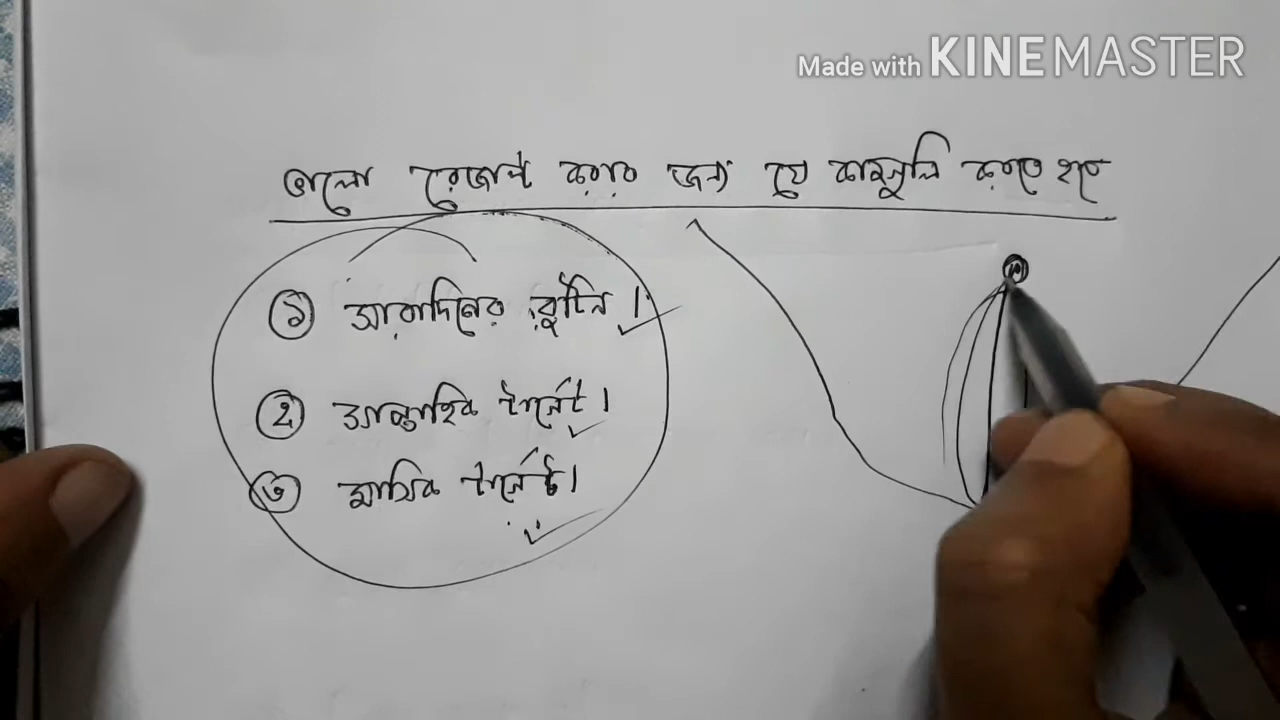 Made with KINEMASTER
ভালো রেজাল্ট করার জন্য যে কাজগুলি করতে হবে
১ সারাদিনের রুটিন।
২ সাপ্তাহিক টার্গেট।
৩ মাসিক টার্গেট।